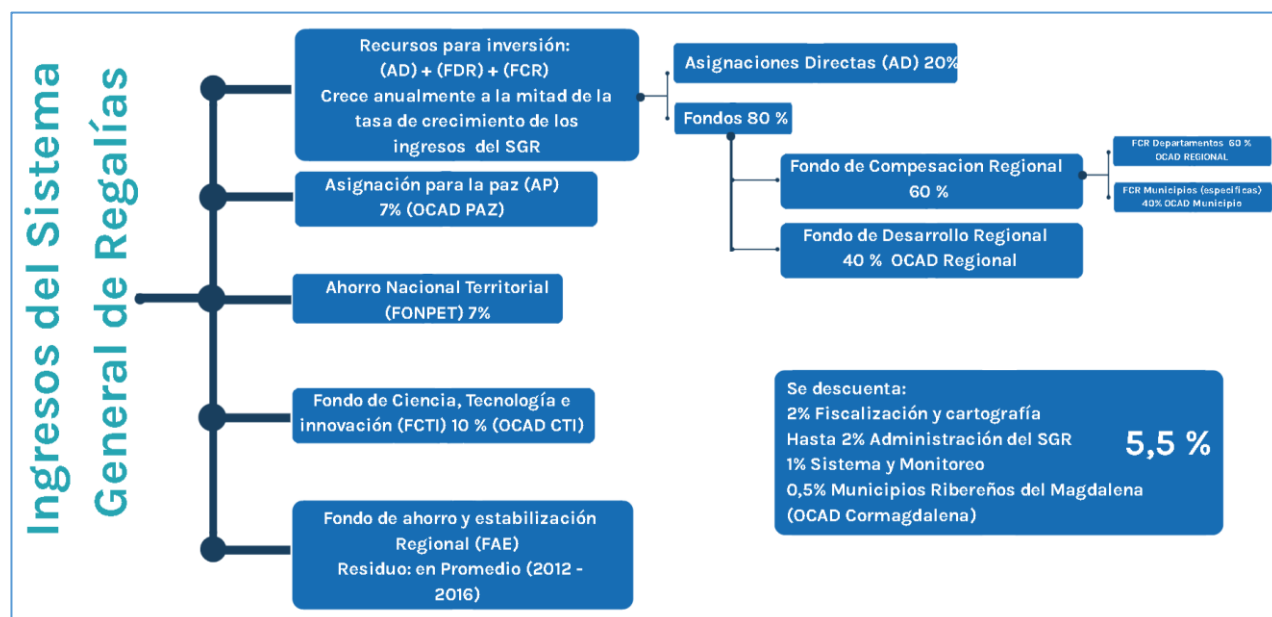 Ingresos del Sistema
General de Regalías
Recursos para inversión:
(AD) + (FDR) + (FCR)
Crece anualmente a la mitad de la
tasa de crecimiento de los
ingresos del SGR
Asignaciones Directas (AD) 20%
Fondos 80 %
Fondo de Compesacion Regional
60 %
FCR Departamentos 60 %
OCAD REGIONAL
FCR Municipios (especificas)
40% OCAD Municipio
Fondo de Desarrollo Regional
40 % OCAD Regional
Asignación para la paz (AP)
7% (OCAD PAZ)
Ahorro Nacional Territorial
(FONPET) 7%
Fondo de Ciencia, Tecnología e
innovación (FCTI) 10 % (OCAD CTI)
Fondo de ahorro y estabilización
Regional (FAE)
Residuo: en Promedio (2012 -
2016)
Se descuenta:
2% Fiscalización y cartografía
Hasta 2% Administración del SGR
1% Sistema y Monitoreo
0,5% Municipios Ribereños del Magdalena
(OCAD Cormagdalena)
5,5 %